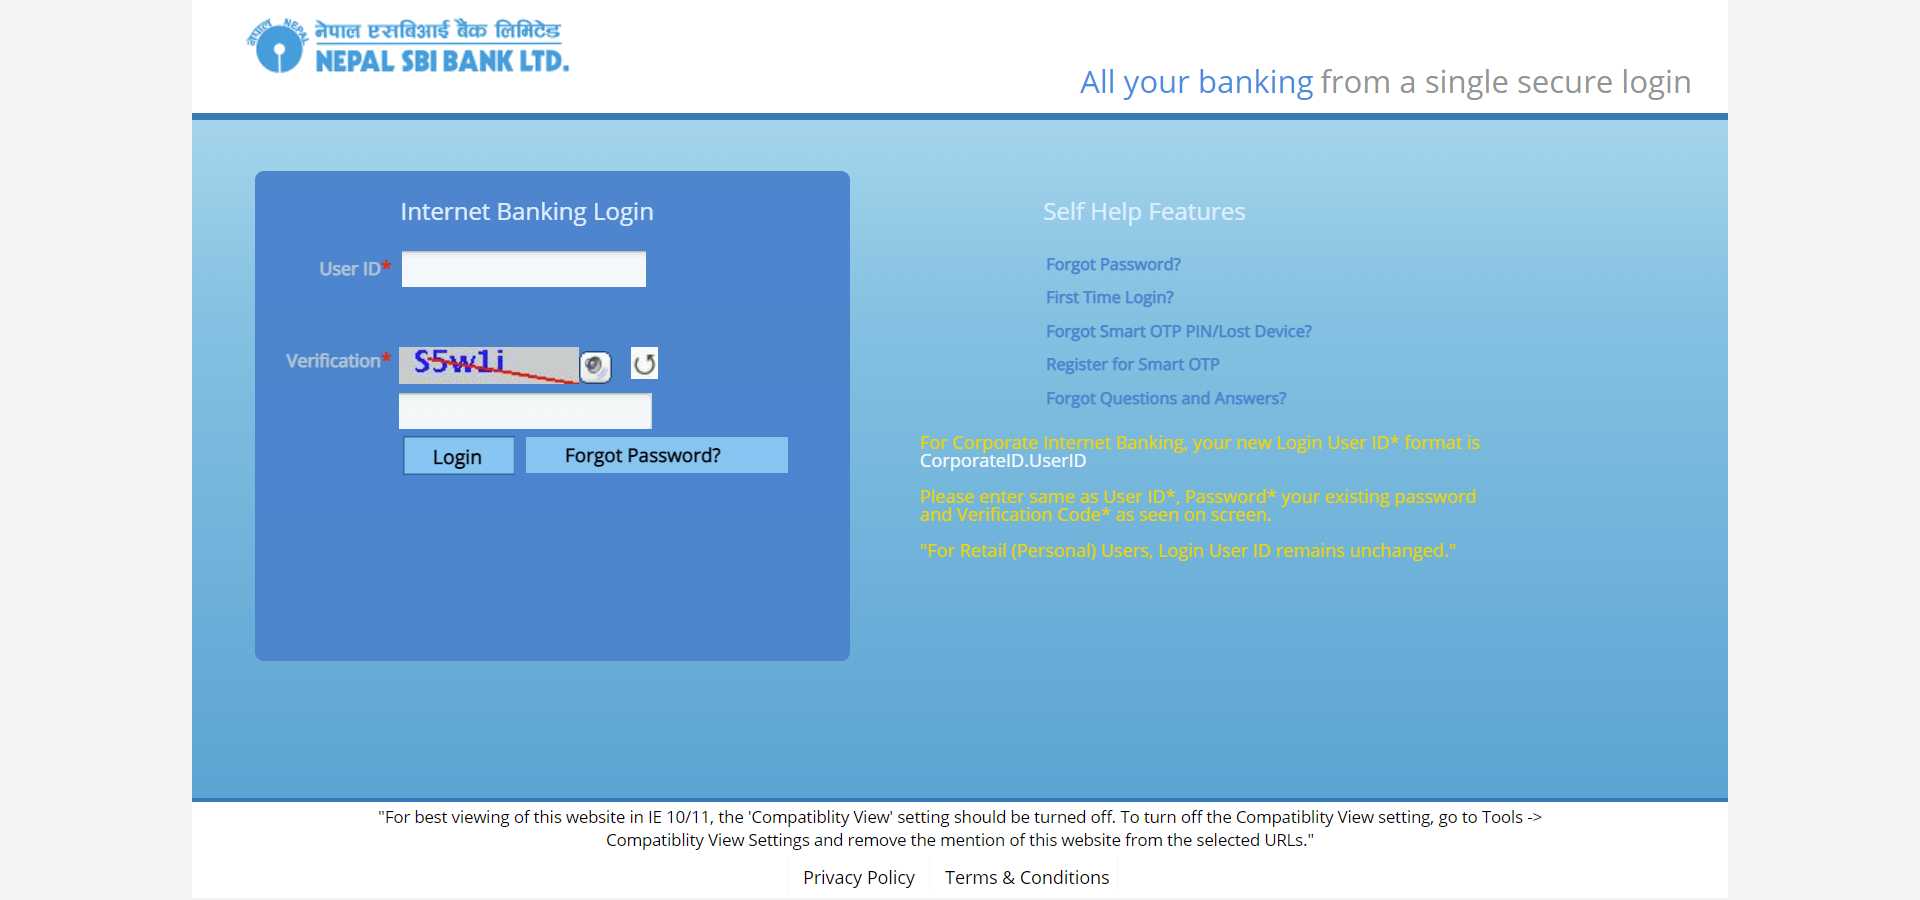 नेपाल NEPAL
नेपाल एसबिआई बैंक लिमिटेड
NEPAL SBI BANK LTD.
All your banking from a single secure login
Internet Banking Login
User ID*
Verification*
S5w1i
Login
Forgot Password?
Self Help Features
Forgot Password?
First Time Login?
Forgot Smart OTP PIN/Lost Device?
Register for Smart OTP
Forgot Questions and Answers?
For Corporate Internet Banking, your new Login User ID* format is
CorporateID.UserID
Please enter same as User ID*, Password* your existing password
and Verification Code* as seen on screen.
"For Retail (Personal) Users, Login User ID remains unchanged."
"For best viewing of this website in IE 10/11, the 'Compatiblity View' setting should be turned off. To turn off the Compatiblity View setting, go to Tools ->
Compatiblity View Settings and remove the mention of this website from the selected URLs."
Privacy Policy
Terms & Conditions